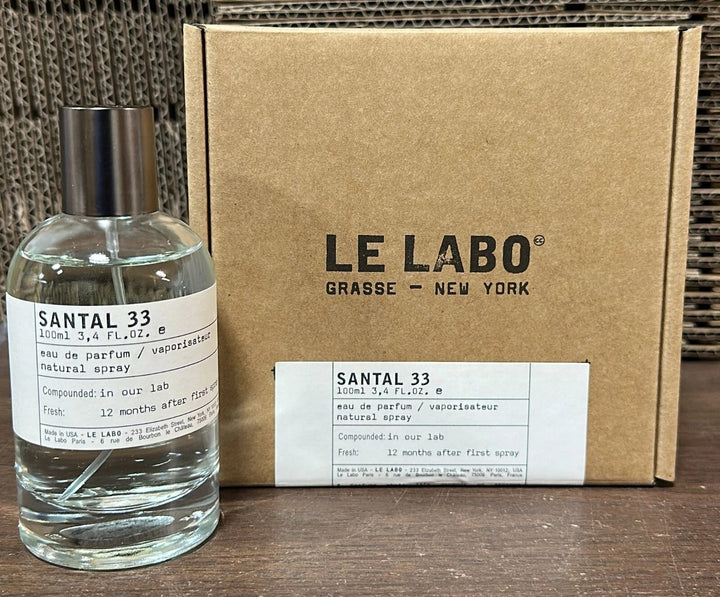 SANTAL 33
100ml 3,4 FL.OZ. e
eau de parfum / vaporisateur
natural spray
Compounded: in our lab
Fresh: 12 months after first
Made in USA - LE LABO - 233 Elizabeth Street, New York,
Le Labo Paris - 6 rue de Bourbon le Château, 75006
LE LABO
GRASSE — NEW YORK
SANTAL 33
100ml 3,4 FL.OZ. e
eau de parfum / vaporisateur
natural spray
Compounded: in our lab
Fresh: 12 months after first spray
Made in USA - LE LABO - 233 Elizabeth Street, New York, NY 10012, USA
Le Labo Paris - 6 rue de Bourbon le Château, 75006 Paris, France